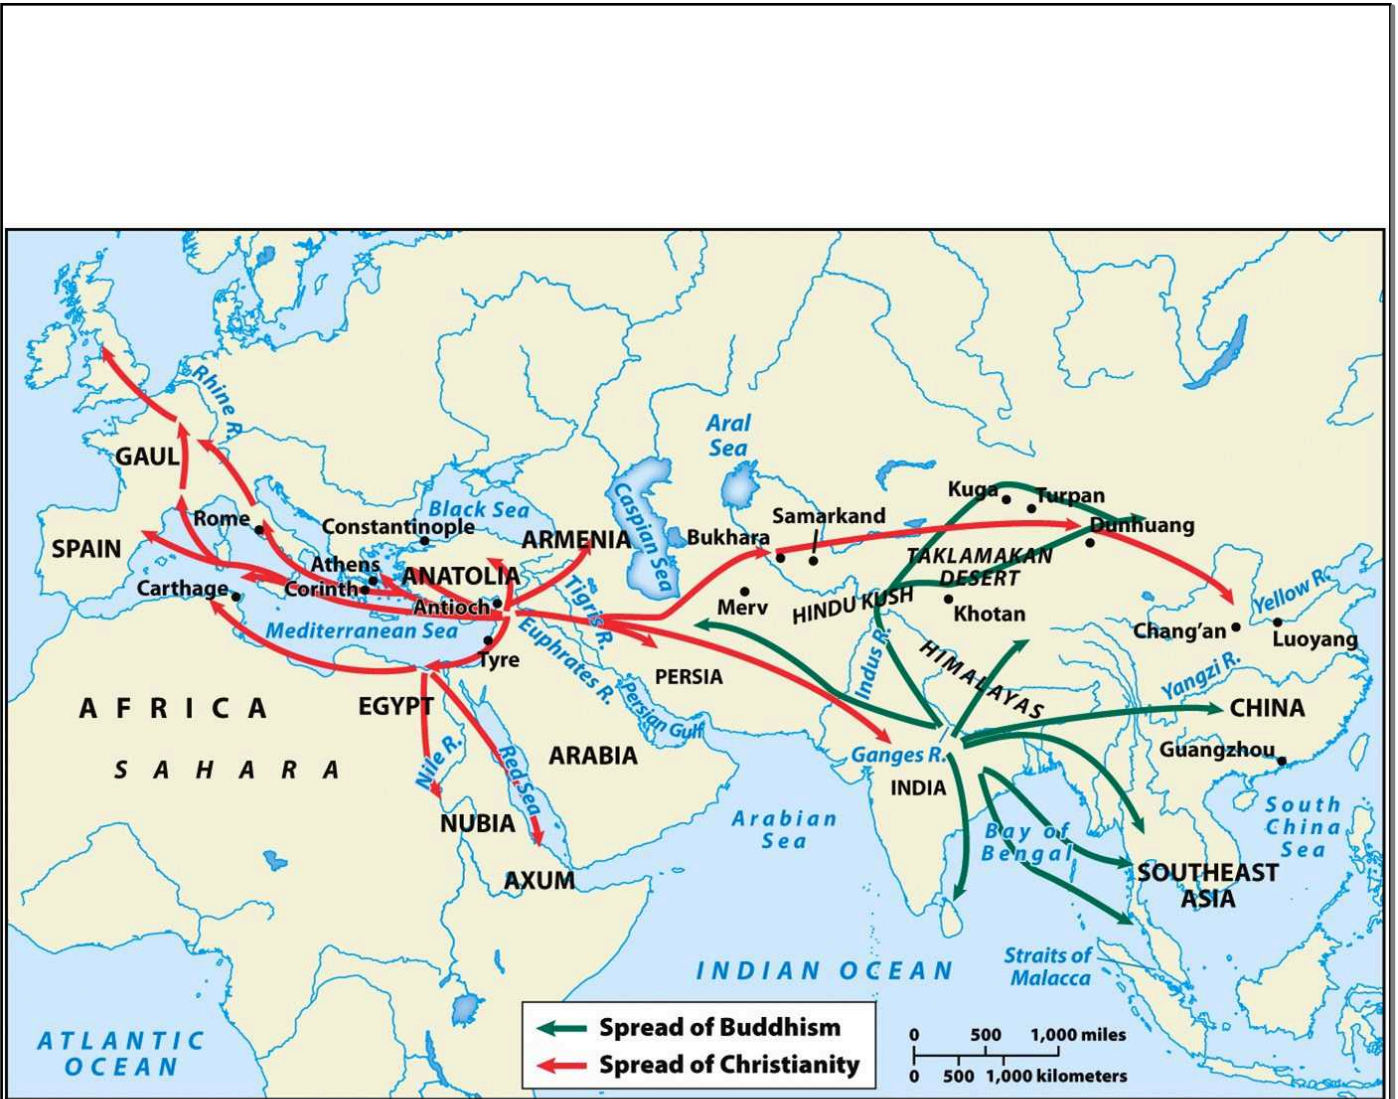 Rhine R.
GAUL
Aral
Sea
Caspian Sea
Black Sea
Rome
Constantinople
SPAIN
ARMENIA
Athens
ANATOLIA
Carthage
Corinth
Antioch
Mediterranean Sea
Tyre
Tigris R.
Euphrates R.
Bukhara
Samarkand
Merv
Kuga
Turpan
Dunhuang
TAKLAMAKAN
DESERT
HINDU KUSH
Khotan
Yellow R.
Chang'an
Luoyang
Indus R.
HIMALAYAS
Yangzi R.
PERSIA
Persian Gulf
AFRICA
SAHARA
EGYPT
Nile R.
Red Sea
ARABIA
NUBIA
AXUM
Ganges R.
INDIA
CHINA
Guangzhou
Arabian
Sea
Bay of
Bengal
South
China
Sea
SOUTHEAST
ASIA
Straits of
Malacca
INDIAN OCEAN
ATLANTIC
OCEAN
Spread of Buddhism
Spread of Christianity
0 500 1,000 miles
0 500 1,000 kilometers